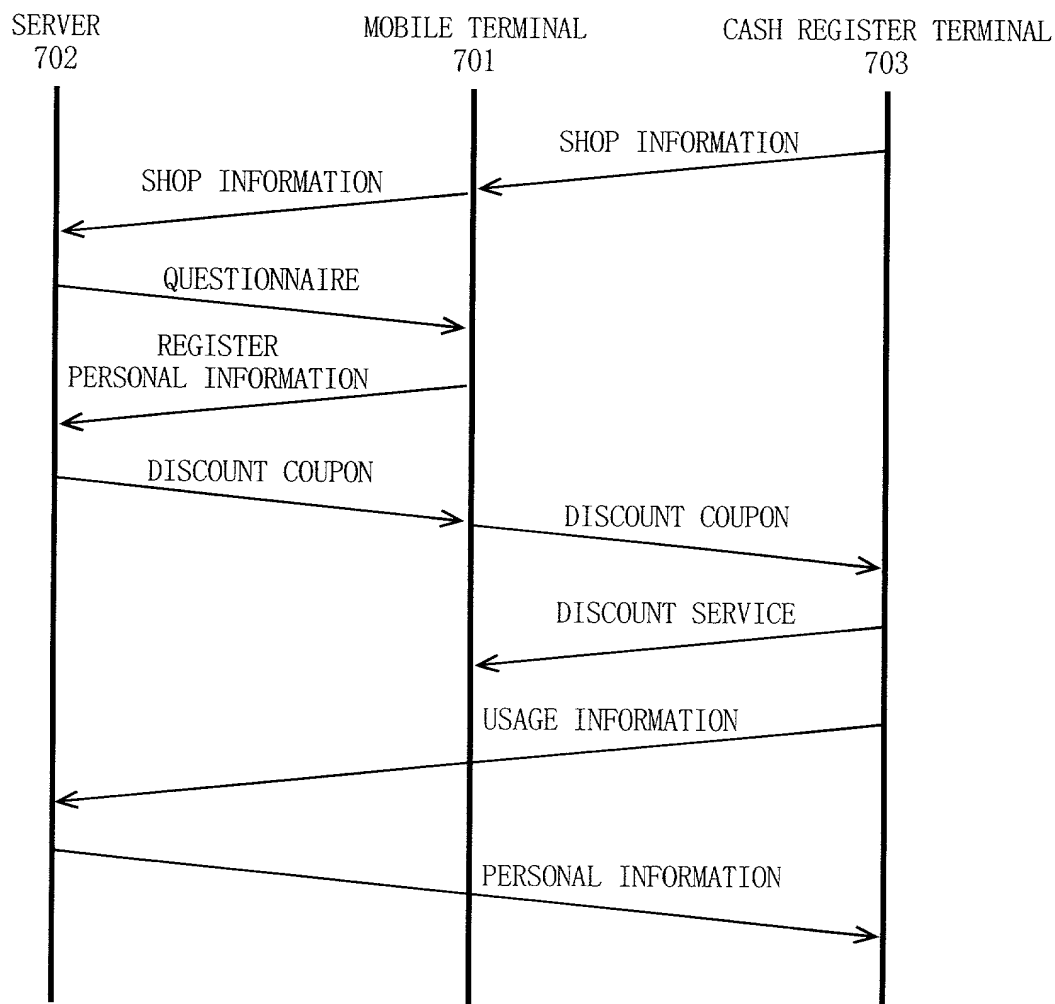 SERVER
702
MOBILE TERMINAL
701
CASH REGISTER TERMINAL
703
SHOP INFORMATION
SHOP INFORMATION
QUESTIONNAIRE
REGISTER
PERSONAL INFORMATION
DISCOUNT COUPON
DISCOUNT COUPON
DISCOUNT SERVICE
USAGE INFORMATION
PERSONAL INFORMATION